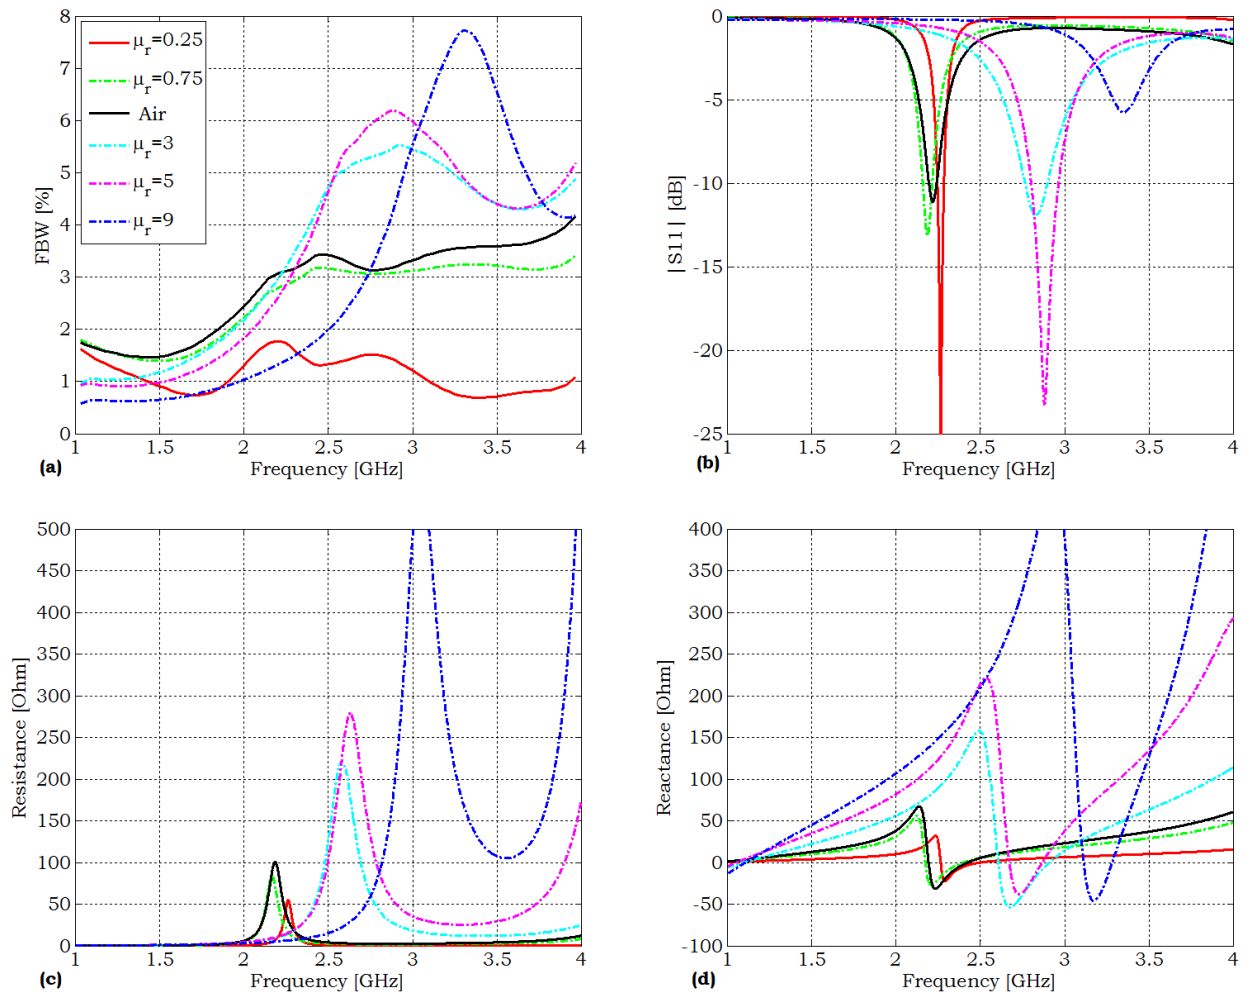 8
7
6
5
4
3
2
1
0
FBW [%]
μr=0.25
μr=0.75
Air
μr=3
μr=5
μr=9
1 1.5 2 2.5 3 3.5 4
Frequency [GHz]
(a)
0
-5
-10
-15
-20
-25
|S11| [dB]
1 1.5 2 2.5 3 3.5 4
Frequency [GHz]
(b)
500
450
400
350
300
250
200
150
100
50
0
Resistance [Ohm]
1 1.5 2 2.5 3 3.5 4
Frequency [GHz]
(c)
400
350
300
250
200
150
100
50
0
-50
-100
Reactance [Ohm]
1 1.5 2 2.5 3 3.5 4
Frequency [GHz]
(d)